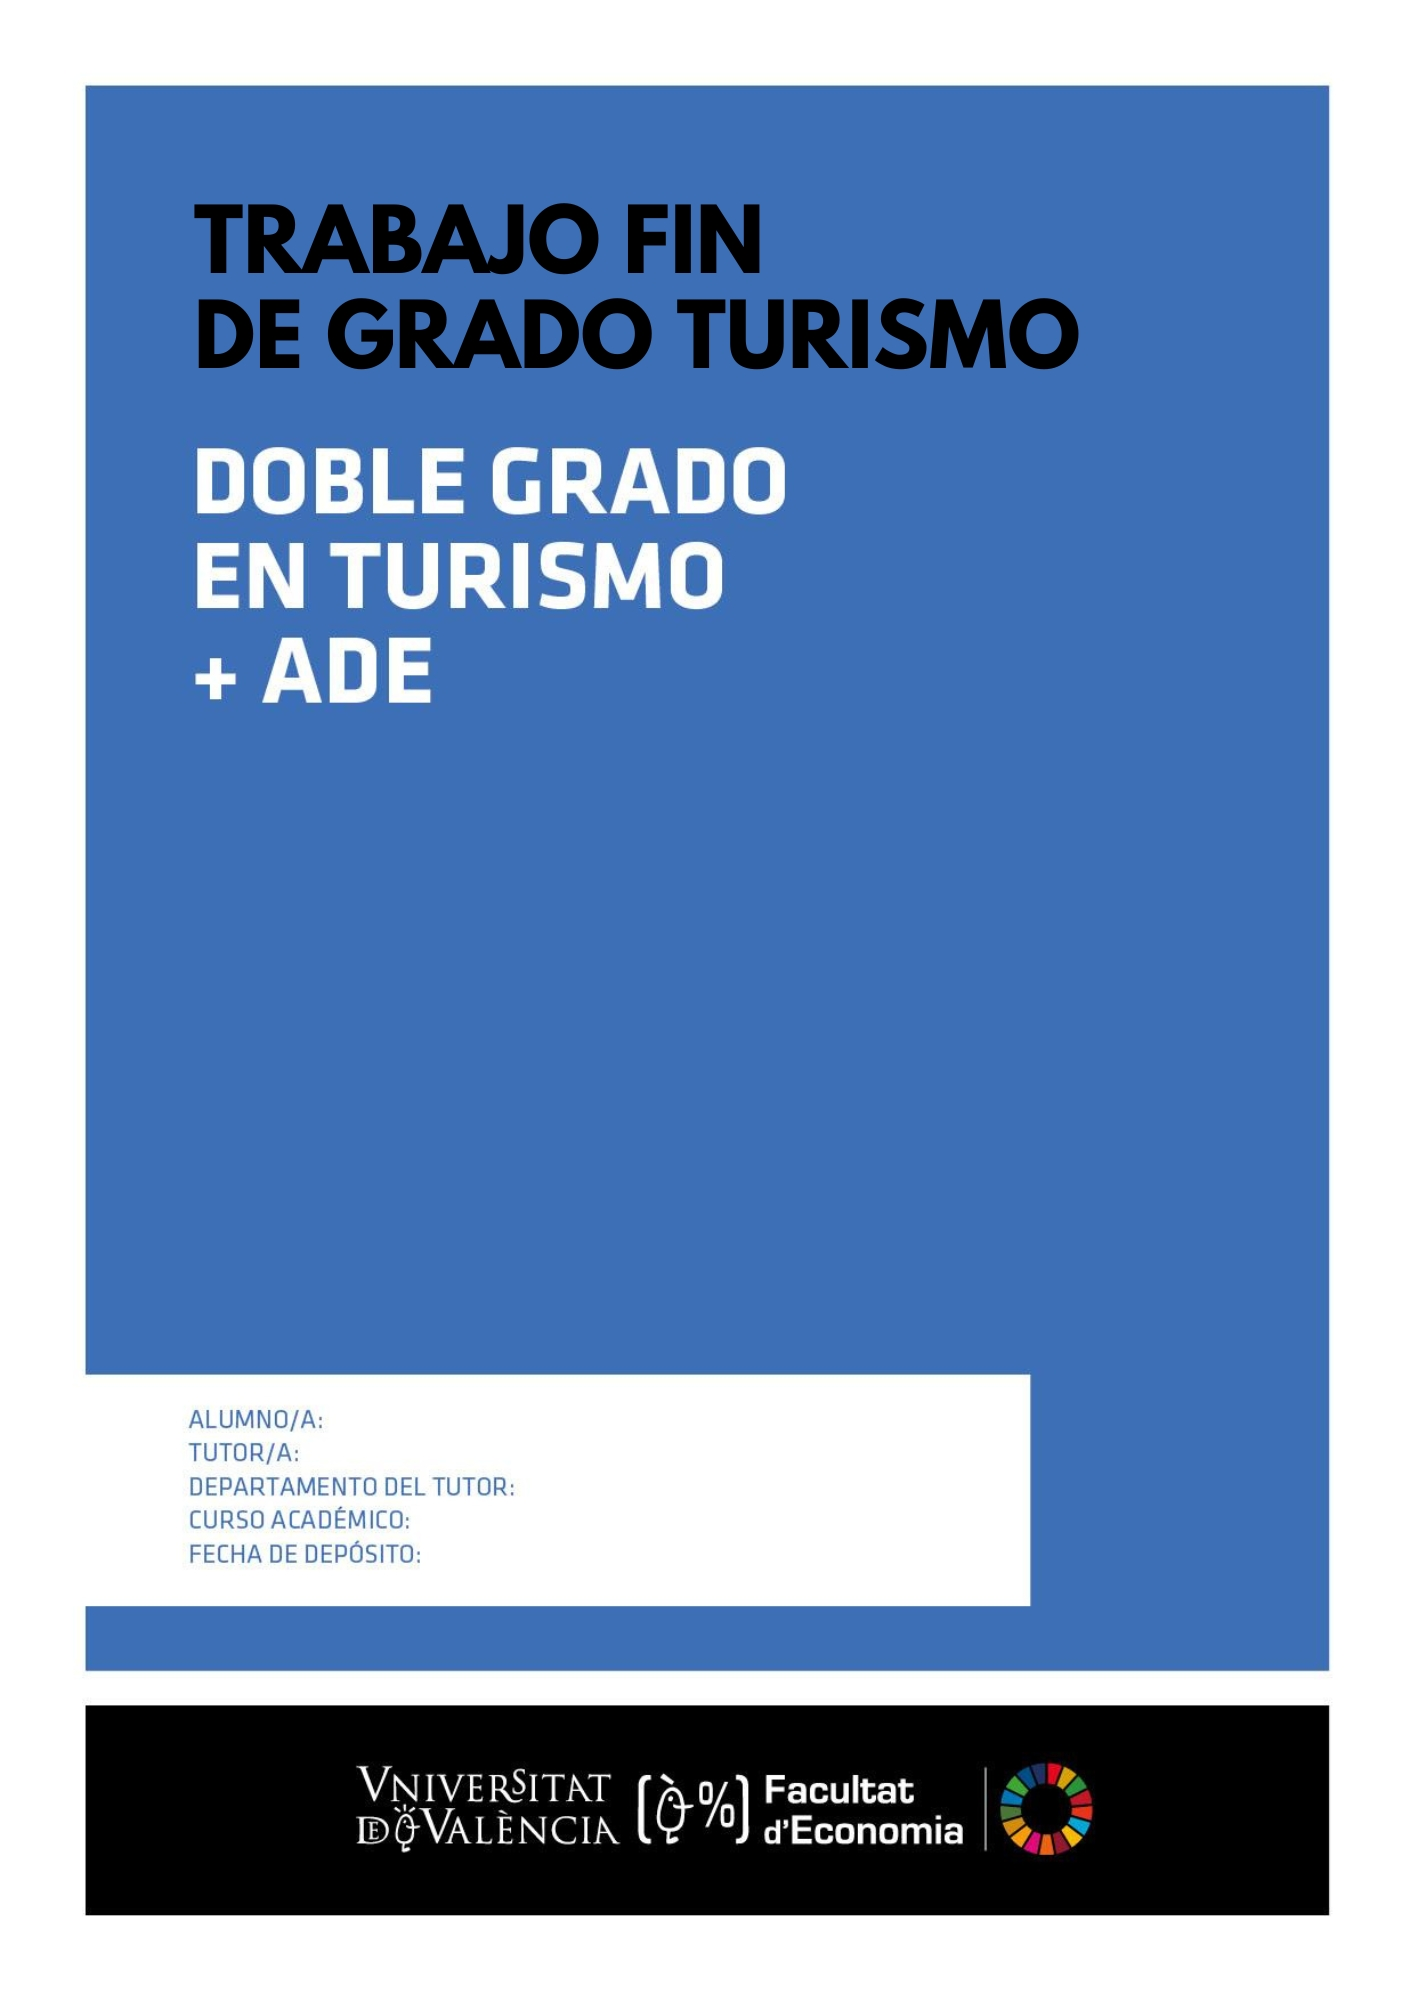 TRABAJO FIN
DE GRADO TURISMO
DOBLE GRADO
EN TURISMO
+ ADE
ALUMNO/A:
TUTOR/A:
DEPARTAMENTO DEL TUTOR:
CURSO ACADÉMICO:
FECHA DE DEPÓSITO:
VNIVERSITAT
DE VALÈNCIA
[%]
Facultat
d'Economia